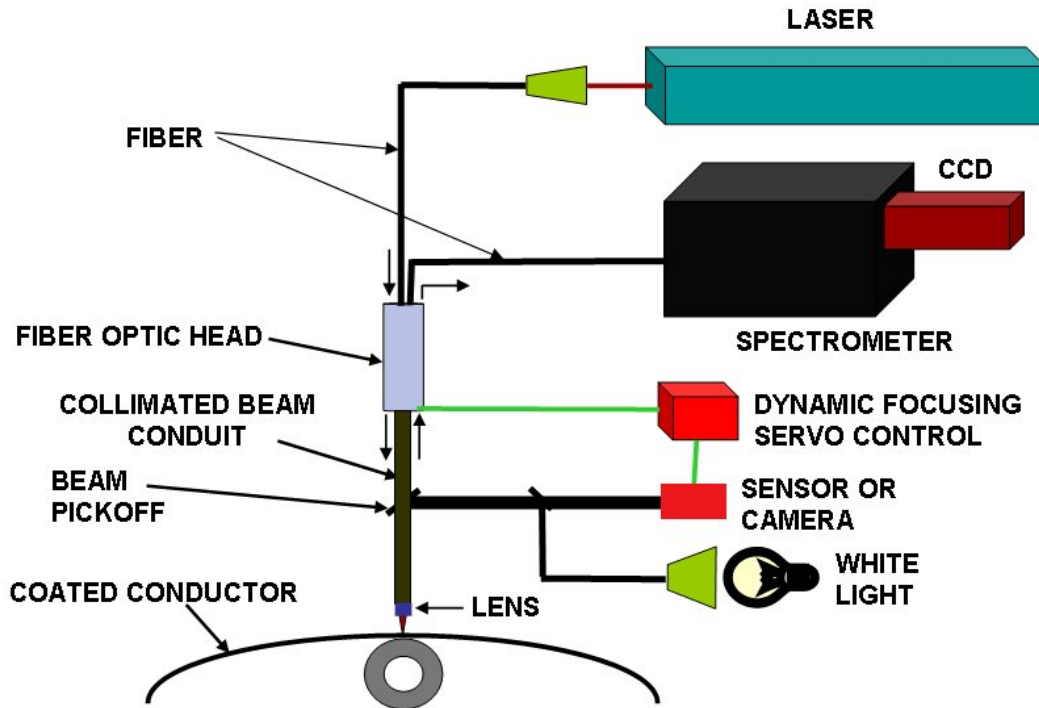 LASER
FIBER
CCD
FIBER OPTIC HEAD
SPECTROMETER
COLLIMATED BEAM
CONDUIT
DYNAMIC FOCUSING
SERVO CONTROL
BEAM
PICKOFF
SENSOR OR
CAMERA
WHITE
LIGHT
COATED CONDUCTOR
LENS